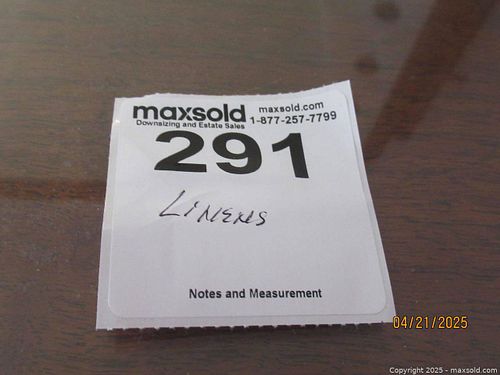 maxsold maxsold.com
Downsizing and Estate Sales 1-877-257-7799
291
LINENS
Notes and Measurement
04/21/2025
Copyright 2025 - maxsold.com